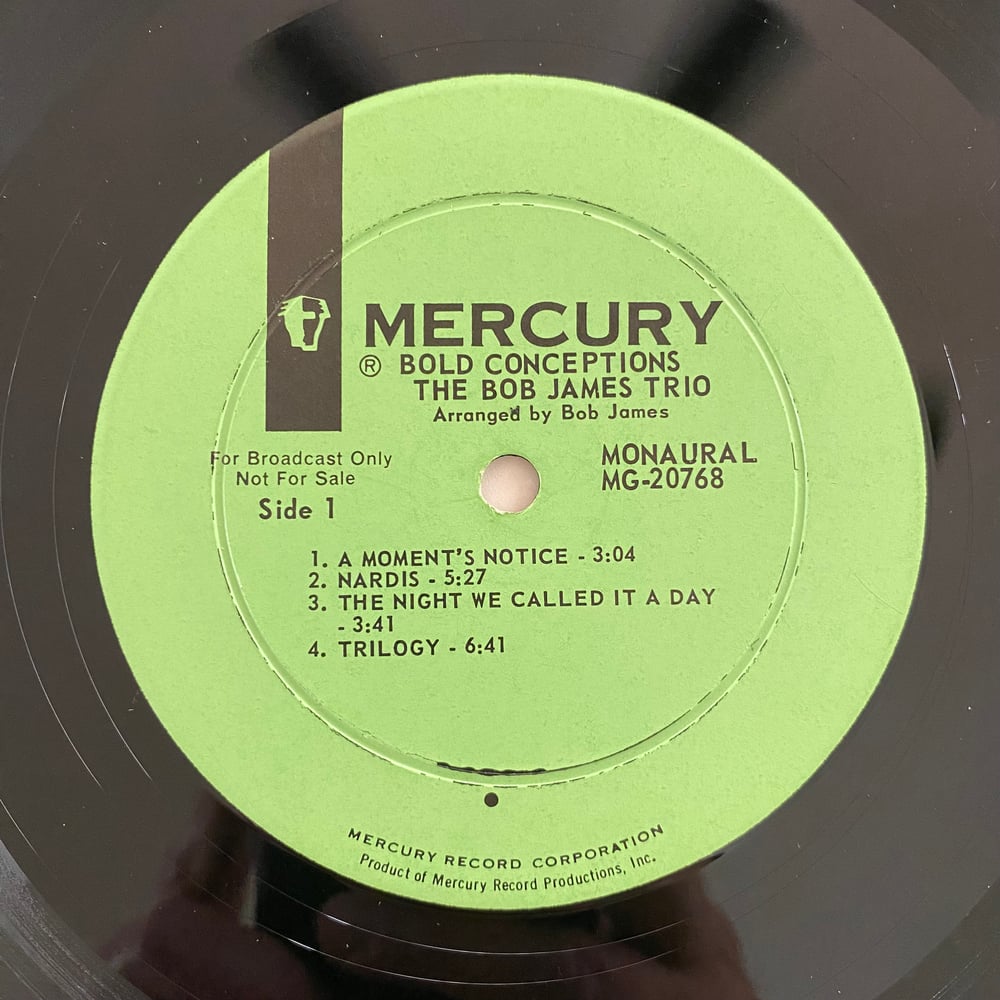 MERCURY
® BOLD CONCEPTIONS
THE BOB JAMES TRIO
Arranged by Bob James
For Broadcast Only
Not For Sale
Side 1
MONAURAL
MG-20768
1. A MOMENT'S NOTICE - 3:04
2. NARDIS - 5:27
3. THE NIGHT WE CALLED IT A DAY
- 3:41
4. TRILOGY - 6:41
MERCURY RECORD CORPORATION
Product of Mercury Record Productions, Inc.